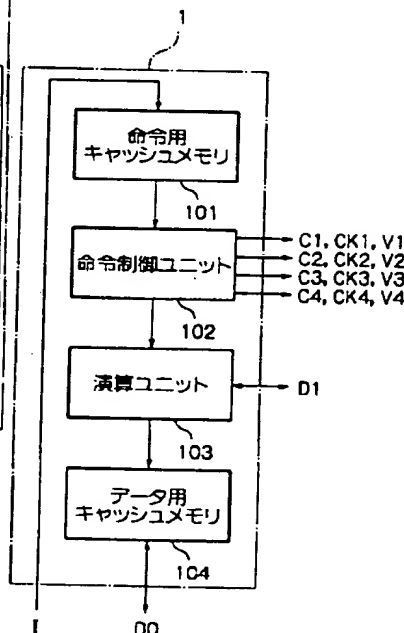 1
命令用
キャッシュメモリ
101
命令制御ユニット
C1, CK1, V1
C2, CK2, V2
C3, CK3, V3
C4, CK4, V4
102
演算ユニット
D1
103
データ用
キャッシュメモリ
104
I
D0